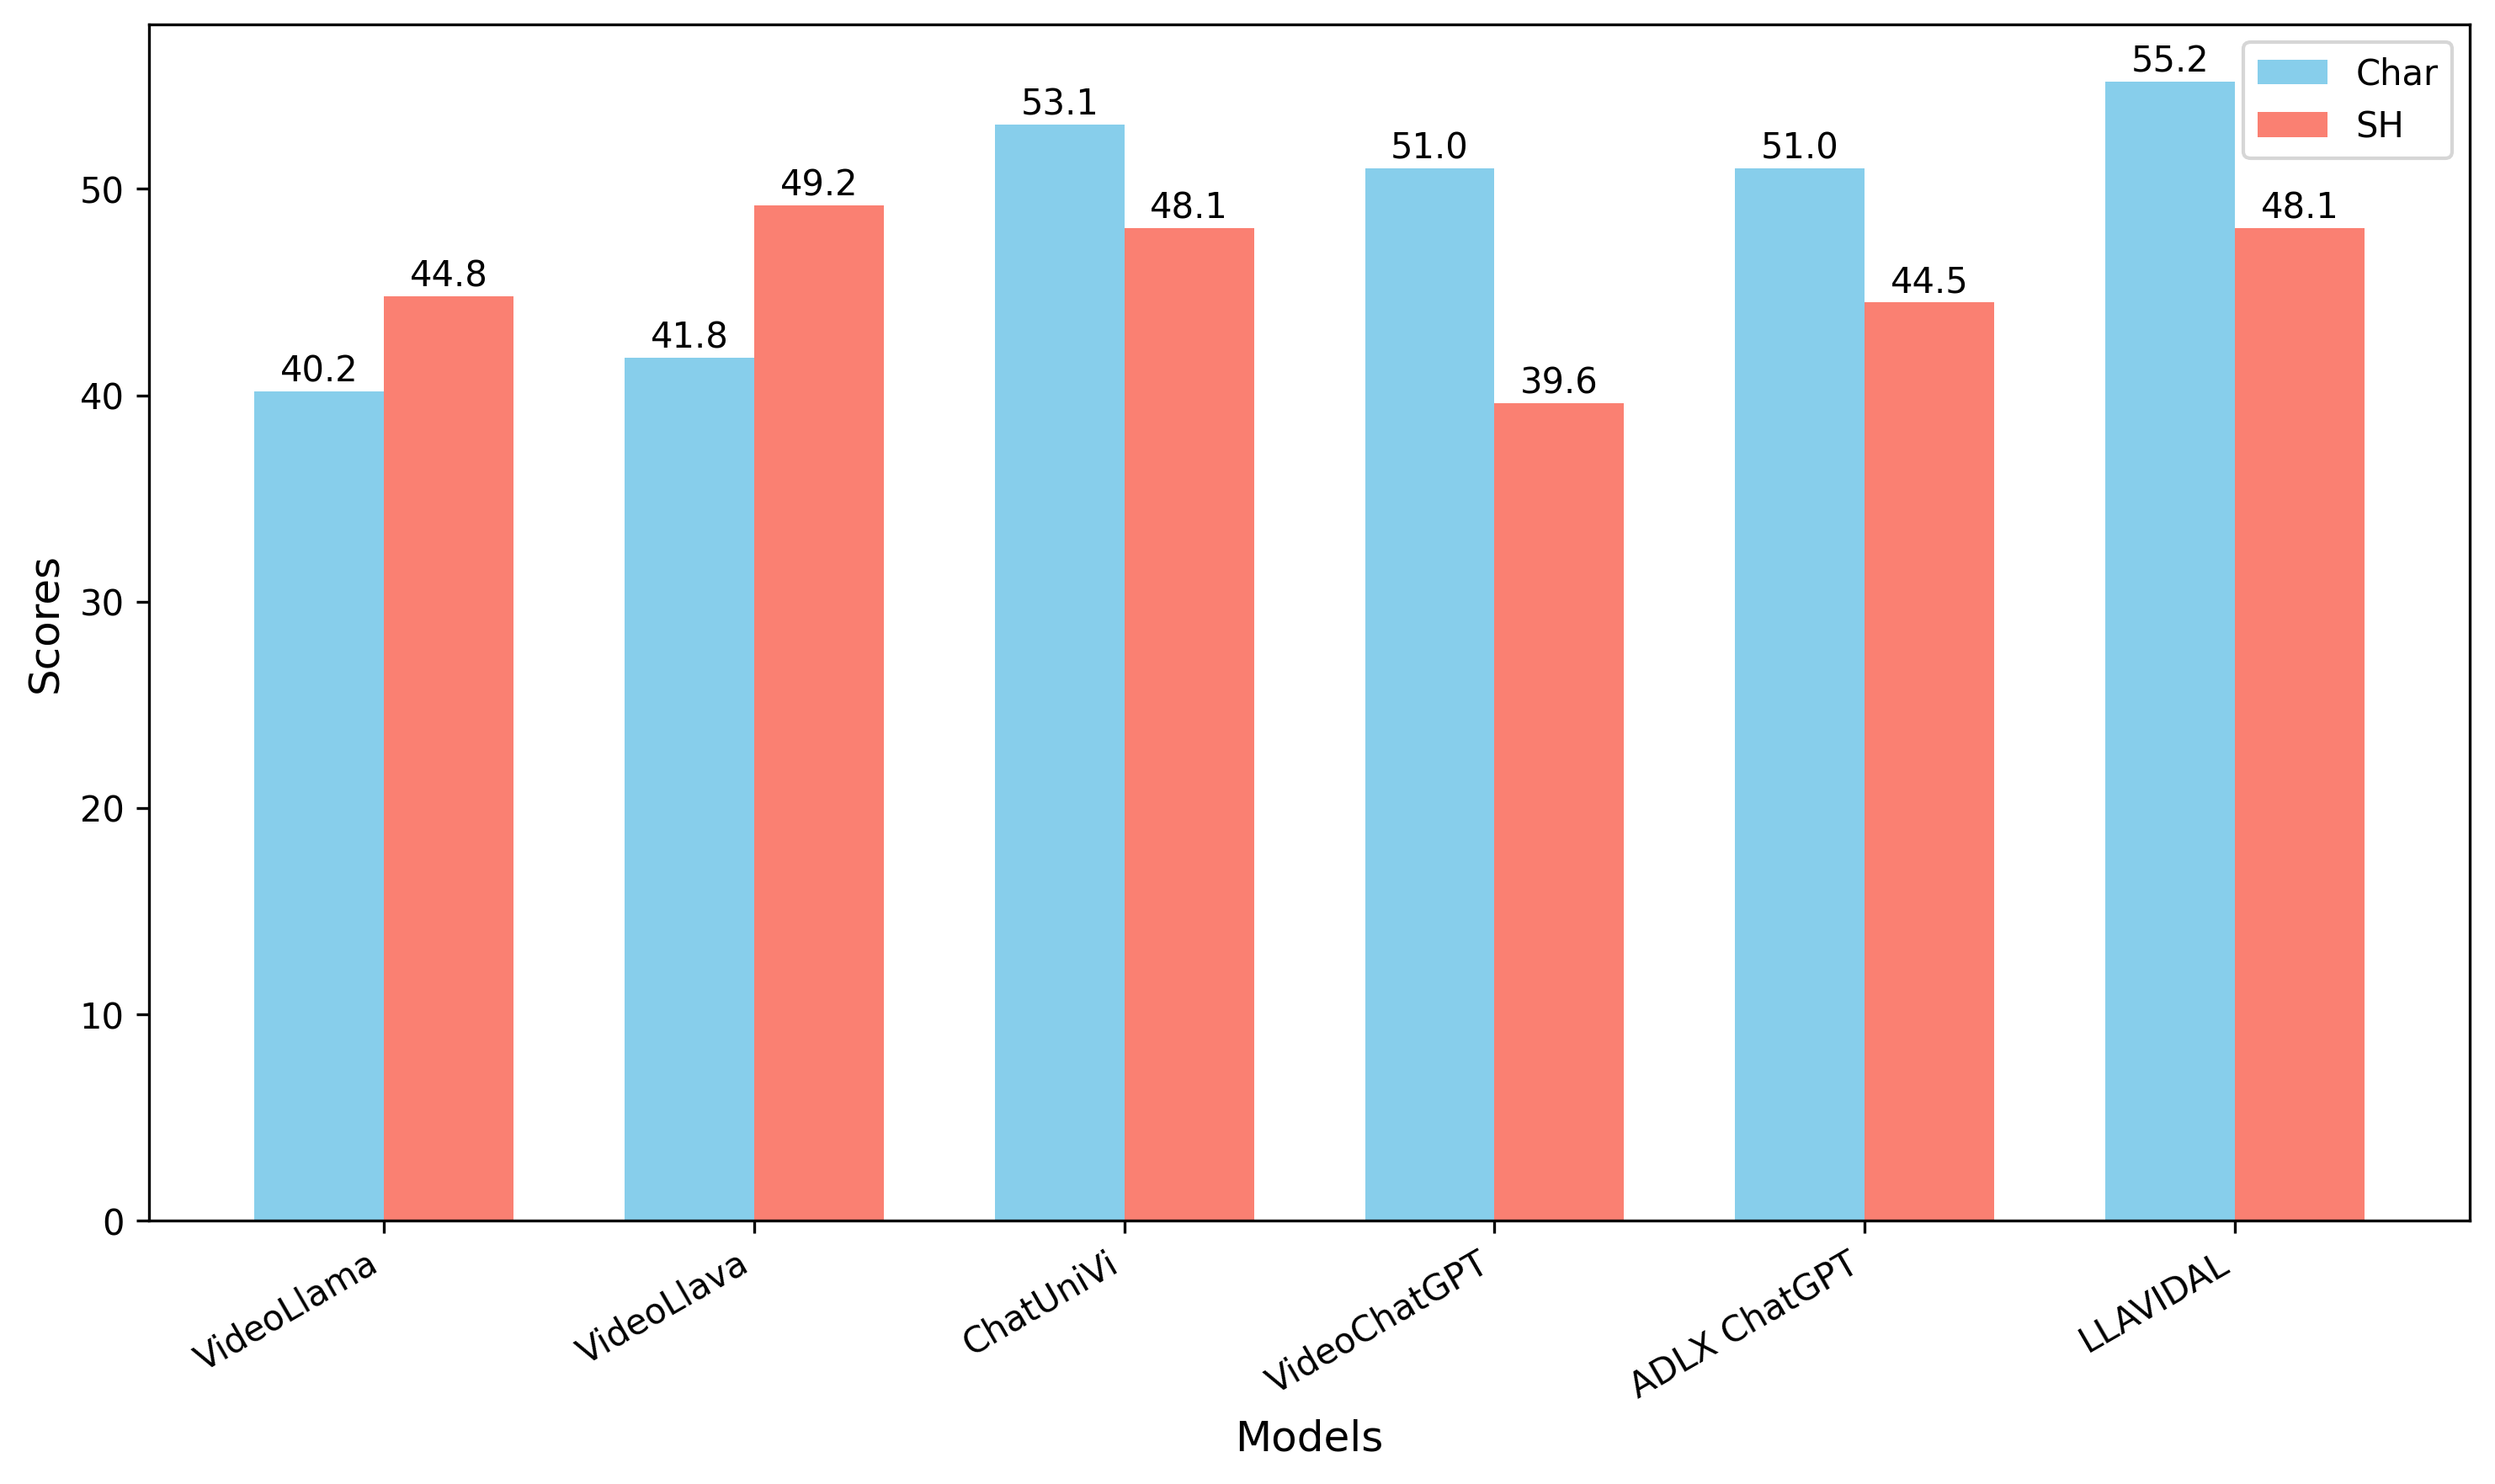 55.2
53.1
51.0
51.0
49.2
48.1
48.1
44.8
44.5
41.8
40.2
39.6
Char
SH
50
40
30
20
10
0
Scores
VideoLlama
VideoLlava
ChatUniVi
VideoChatGPT
ADLX ChatGPT
LLAVIDAL
Models